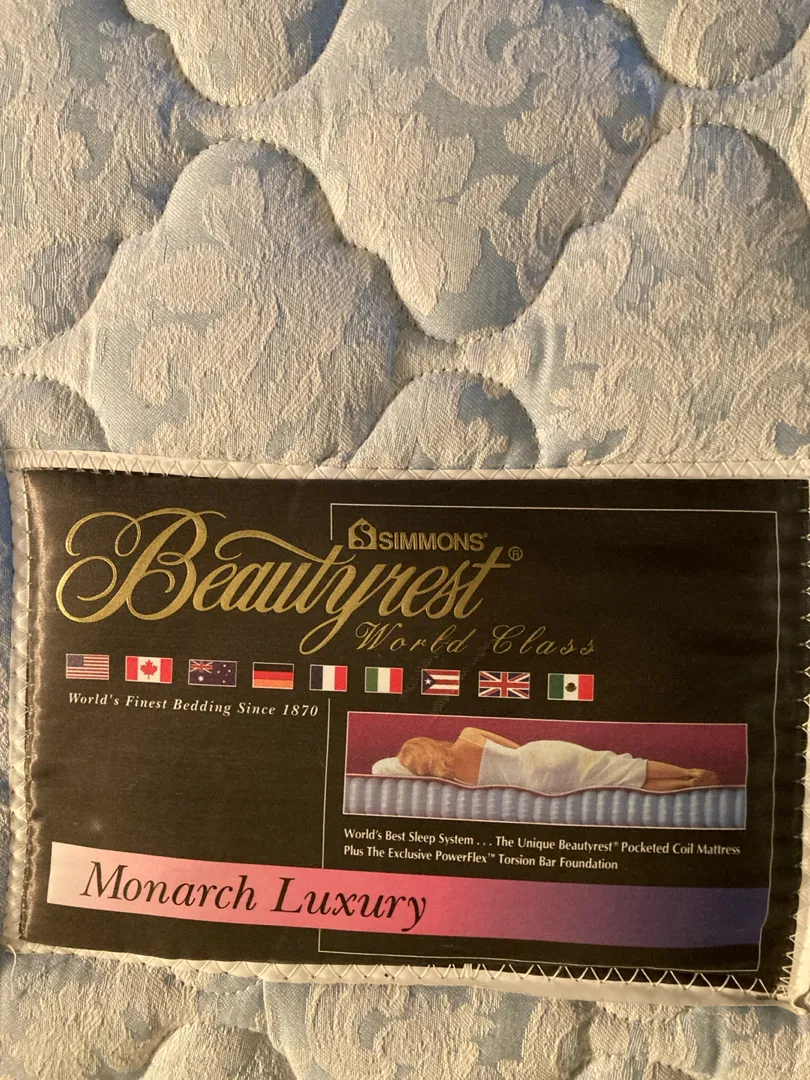 SIMMONS®
Beautyrest®
World Class
World's Finest Bedding Since 1870
World's Best Sleep System . . . The Unique Beautyrest® Pocketed Coil Mattress
Plus The Exclusive PowerFlex™ Torsion Bar Foundation
Monarch Luxury